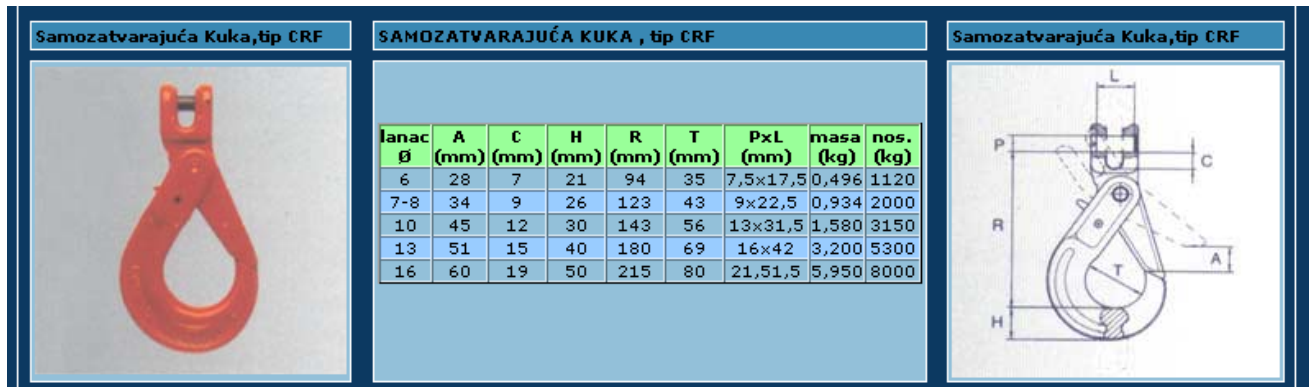 Samozatvarajuća Kuka,tip CRF
SAMOZATVARAJUĆA KUKA , tip CRF
Samozatvarajuća Kuka,tip CRF
lanac Ø A (mm) C (mm) H (mm) R (mm) T (mm) PxL (mm) masa (kg) nos. (kg)
6 28 7 21 94 35 7,5x17,5 0,496 1120
7-8 34 9 26 123 43 9x22,5 0,934 2000
10 45 12 30 143 56 13x31,5 1,580 3150
13 51 15 40 180 69 16x42 3,200 5300
16 60 19 50 215 80 21,51,5 5,950 8000
L
P
C
R
A
T
H